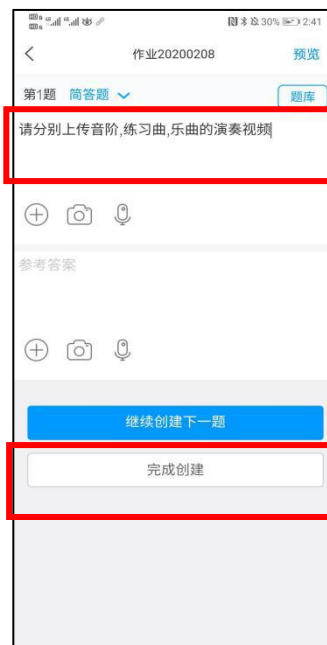 30% 2:41
作业20200208 预览
第1题 简答题 题库
请分别上传音阶,练习曲,乐曲的演奏视频
参考答案
继续创建下一题
完成创建